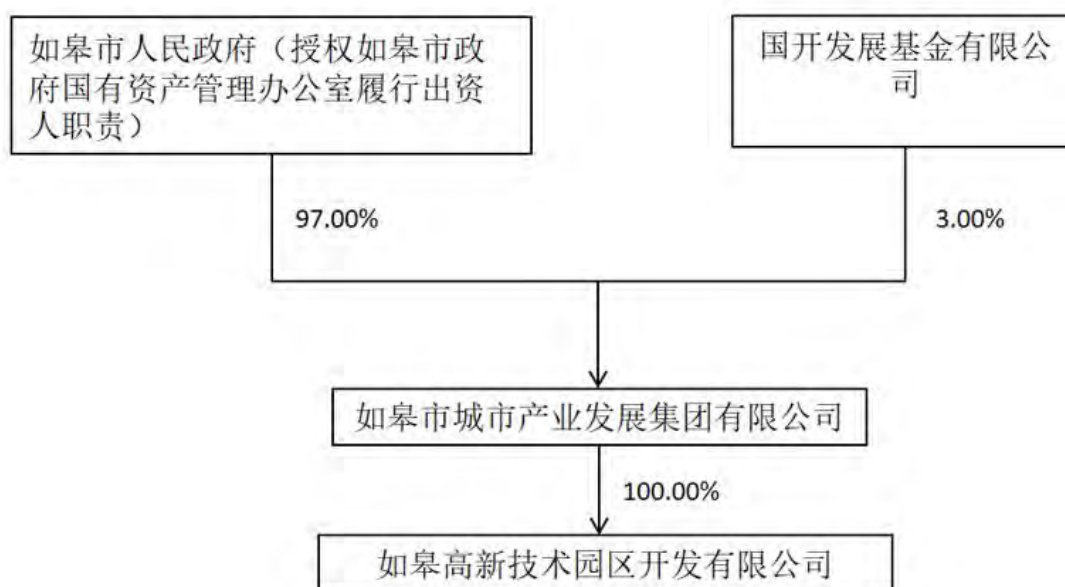 如皋市人民政府（授权如皋市政
府国有资产管理办公室履行出资
人职责）
国开发展基金有限公
司
97.00%
3.00%
如皋市城市产业发展集团有限公司
100.00%
如皋高新技术园区开发有限公司